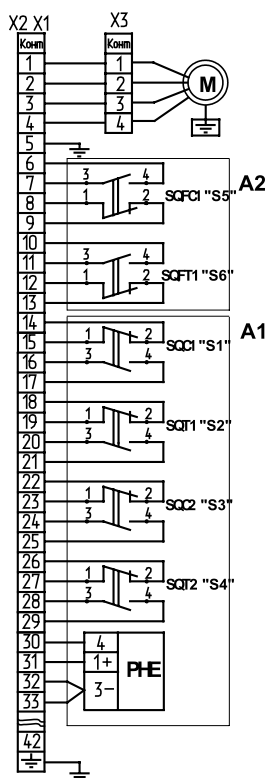 X2 X1 X3
Конт Конт
1 1
2 2
3 3
4 4
M
5
6
7 3 4
8 1 2
SQFC1 "S5"
A2
9
10
11 3 4
12 1 2
SQFT1 "S6"
13
14
A1
15 1 2
SQC1 "S1"
16 3 4
17
18
19 1 2
SQT1 "S2"
20 3 4
21
22
23 1 2
SQC2 "S3"
24 3 4
25
26
27 1 2
SQT2 "S4"
28 3 4
29
30 4
31 1+
PHE
32 3–
33
42